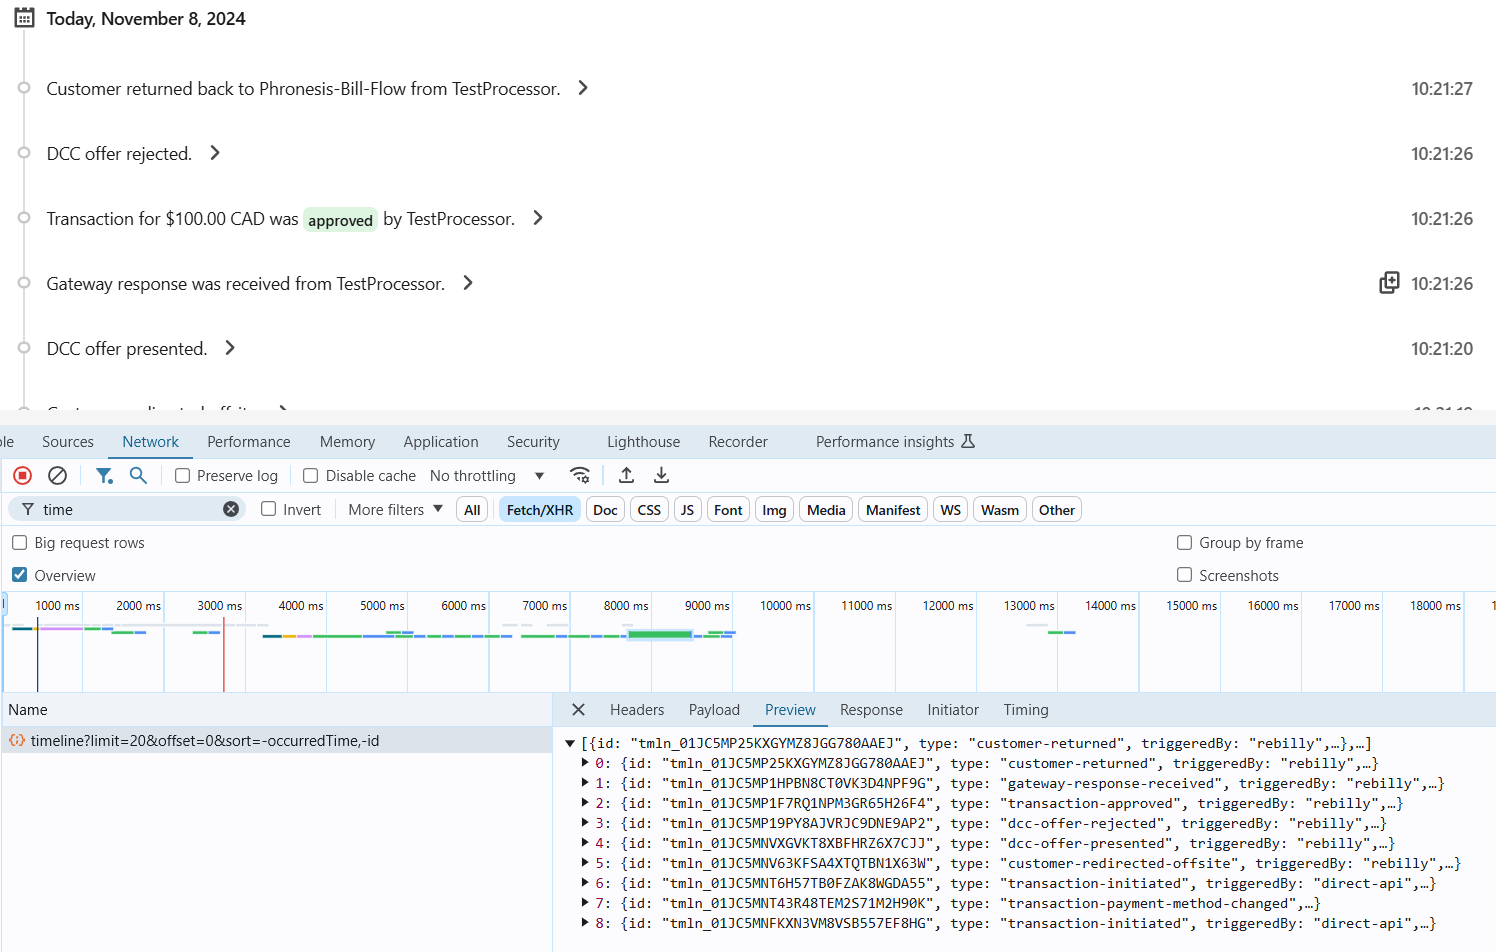 Today, November 8, 2024
Customer returned back to Phronesis-Bill-Flow from TestProcessor. 10:21:27
DCC offer rejected. 10:21:26
Transaction for $100.00 CAD was approved by TestProcessor. 10:21:26
Gateway response was received from TestProcessor. 10:21:26
DCC offer presented. 10:21:20
Sources Network Performance Memory Application Security Lighthouse Recorder Performance insights
Preserve log Disable cache No throttling
time Invert More filters All Fetch/XHR Doc CSS JS Font Img Media Manifest WS Wasm Other
Big request rows Group by frame
Overview Screenshots
1000 ms 2000 ms 3000 ms 4000 ms 5000 ms 6000 ms 7000 ms 8000 ms 9000 ms 10000 ms 11000 ms 12000 ms 13000 ms 14000 ms 15000 ms 16000 ms 17000 ms 18000 ms
Name Headers Payload Preview Response Initiator Timing
timeline?limit=20&offset=0&sort=-occurredTime,-id
[{id: "tmln_01JC5MP25KXGYMZ8JGG780AAEJ", type: "customer-returned", triggeredBy: "rebilly",…},…]
0: {id: "tmln_01JC5MP25KXGYMZ8JGG780AAEJ", type: "customer-returned", triggeredBy: "rebilly",…}
1: {id: "tmln_01JC5MP1HPBN8CT0VK3D4NPF9G", type: "gateway-response-received", triggeredBy: "rebilly",…}
2: {id: "tmln_01JC5MP1F7RQ1NPM3GR65H26F4", type: "transaction-approved", triggeredBy: "rebilly",…}
3: {id: "tmln_01JC5MP19PY8AJVRJC9DNE9AP2", type: "dcc-offer-rejected", triggeredBy: "rebilly",…}
4: {id: "tmln_01JC5MNVXGVKT8XBFHRZ6X7CJJ", type: "dcc-offer-presented", triggeredBy: "rebilly",…}
5: {id: "tmln_01JC5MNV63KFSA4XTQTBN1X63W", type: "customer-redirected-offsite", triggeredBy: "rebilly",…}
6: {id: "tmln_01JC5MNT6H57TB0FZAK8WGDA55", type: "transaction-initiated", triggeredBy: "direct-api",…}
7: {id: "tmln_01JC5MNT43R48TEM2S71M2H90K", type: "transaction-payment-method-changed",…}
8: {id: "tmln_01JC5MNFKXN3VM8VSB557EF8HG", type: "transaction-initiated", triggeredBy: "direct-api",…}